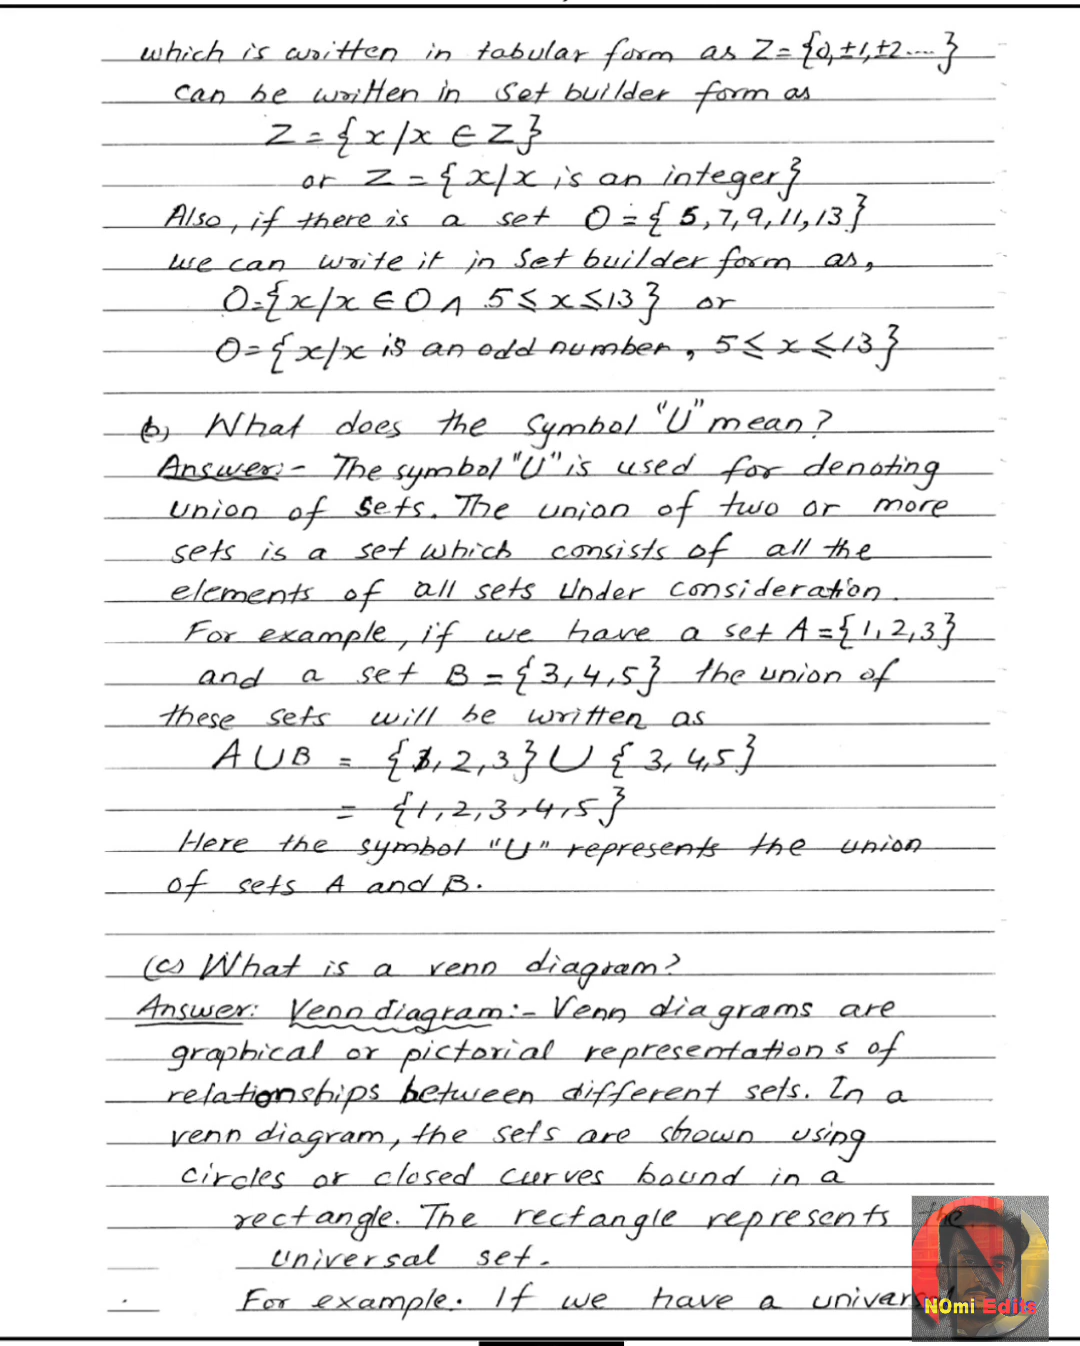 which is written in tabular form as Z={0,±1,±2....}
can be written in set builder form as
Z={x/x∈Z}
or Z={x/x is an integer}
Also, if there is a set O={5,7,9,11,13}
we can write it in set builder form as,
O={x/x∈O∧ 5≤x≤13} or
O={x/x is an odd number, 5≤x≤13}
(b) What does the symbol "U" mean?
Answer:- The symbol "U" is used for denoting
union of sets. The union of two or more
sets is a set which consists of all the
elements of all sets under consideration.
For example, if we have a set A={1,2,3}
and a set B={3,4,5} the union of
these sets will be written as
A∪B = {1,2,3}∪{3,4,5}
= {1,2,3,4,5}
Here the symbol "U" represents the union
of sets A and B.
(c) What is a venn diagram?
Answer: Venn diagram:- Venn diagrams are
graphical or pictorial representations of
relationships between different sets. In a
venn diagram, the sets are shown using
circles or closed curves bound in a
rectangle. The rectangle represents the
universal set.
For example. If we have a universal
NOmi Edits